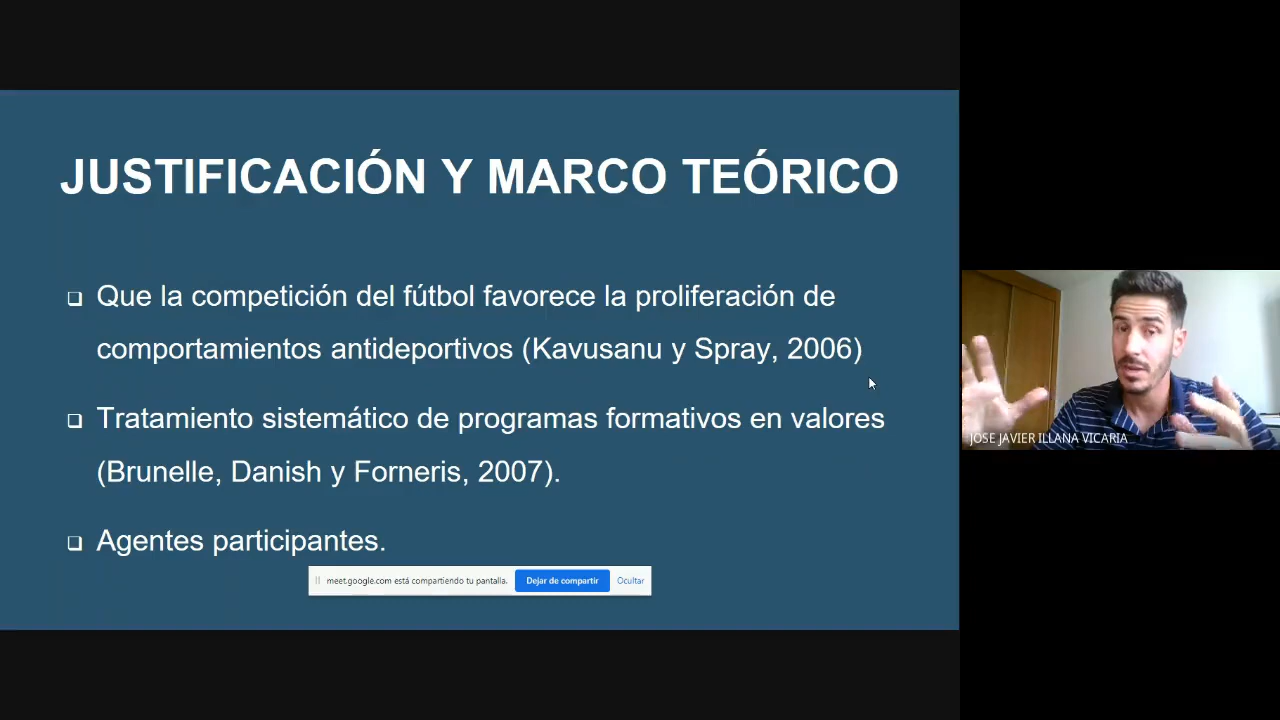 JUSTIFICACIÓN Y MARCO TEÓRICO
❑ Que la competición del fútbol favorece la proliferación de
comportamientos antideportivos (Kavusanu y Spray, 2006)
❑ Tratamiento sistemático de programas formativos en valores
(Brunelle, Danish y Forneris, 2007).
❑ Agentes participantes.
meet.google.com está compartiendo tu pantalla. Dejar de compartir Ocultar
JOSE JAVIER ILLANA VICARIA